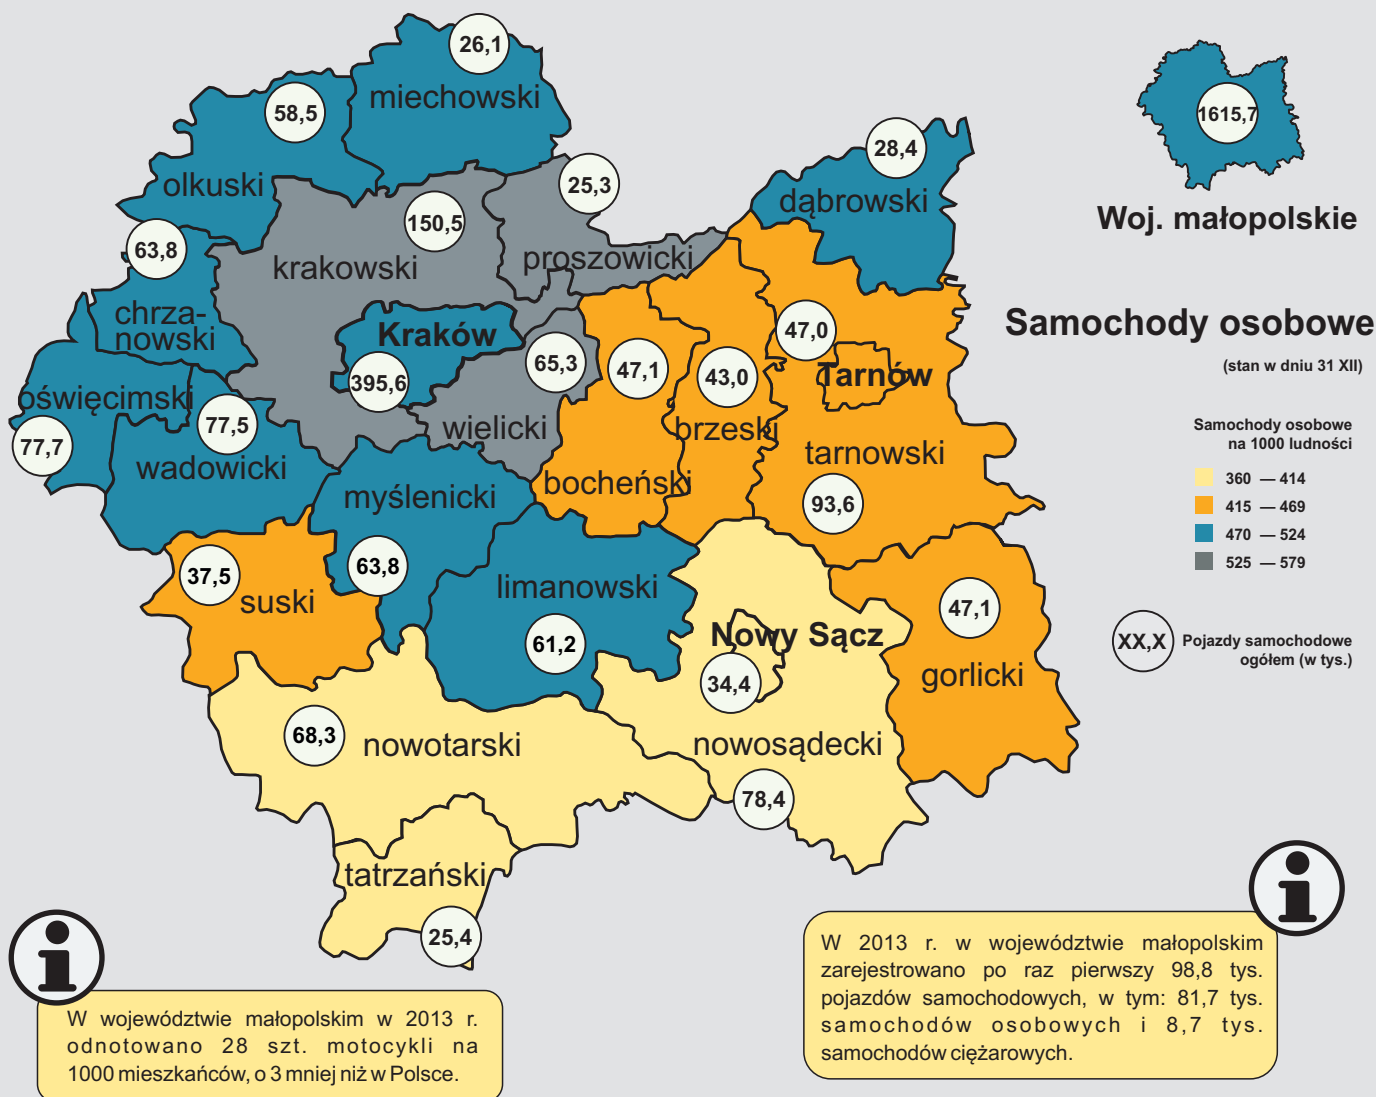 26,1
miechowski
58,5
olkuski
1615,7
Woj. małopolskie
28,4
dąbrowski
25,3
proszowicki
150,5
krakowski
63,8
chrza-
nowski
Kraków
395,6
65,3
wielicki
47,1
bocheński
43,0
brzeski
47,0
Tarnów
tarnowski
93,6
oświęcimski
77,7
77,5
wadowicki
myślenicki
63,8
37,5
suski
limanowski
61,2
Nowy Sącz
34,4
nowosądecki
78,4
47,1
gorlicki
68,3
nowotarski
tatrzański
25,4
Samochody osobowe
(stan w dniu 31 XII)
Samochody osobowe
na 1000 ludności
360 — 414
415 — 469
470 — 524
525 — 579
XX,X
Pojazdy samochodowe
ogółem (w tys.)
W województwie małopolskim w 2013 r.
odnotowano 28 szt. motocykli na
1000 mieszkańców, o 3 mniej niż w Polsce.
W 2013 r. w województwie małopolskim
zarejestrowano po raz pierwszy 98,8 tys.
pojazdów samochodowych, w tym: 81,7 tys.
samochodów osobowych i 8,7 tys.
samochodów ciężarowych.